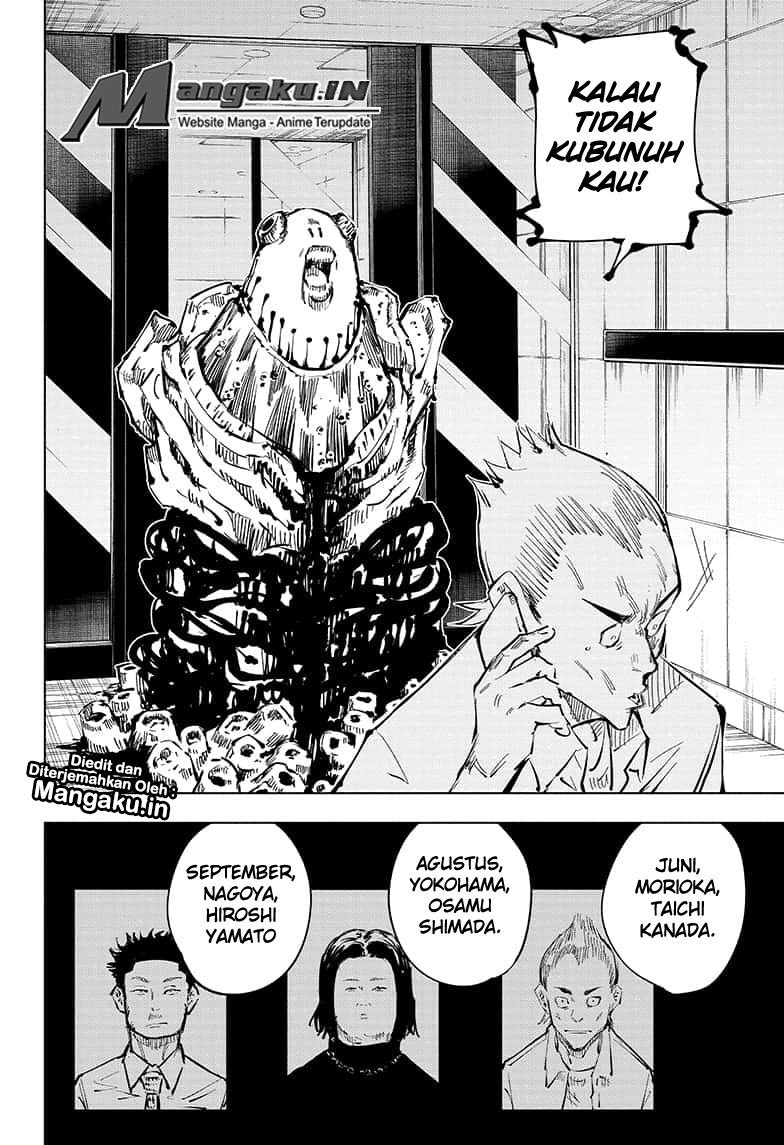 Mangaku.iN
Website Manga - Anime Terupdate
KALAU
TIDAK
KUBUNUH
KAU!
Diedit dan
Diterjemahkan Oleh :
Mangaku.in
JUNI,
MORIOKA,
TAICHI
KANADA.
AGUSTUS,
YOKOHAMA,
OSAMU
SHIMADA.
SEPTEMBER,
NAGOYA,
HIROSHI
YAMATO